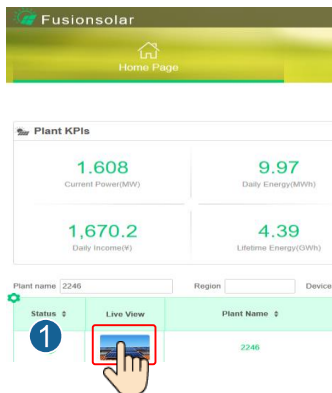 Fusionsolar
Home Page
Plant KPIs
1.608
Current Power(MW)
9.97
Daily Energy(MWh)
1,670.2
Daily Income(¥)
4.39
Lifetime Energy(GWh)
Plant name 2246 Region Device
Status Live View Plant Name
1
2246